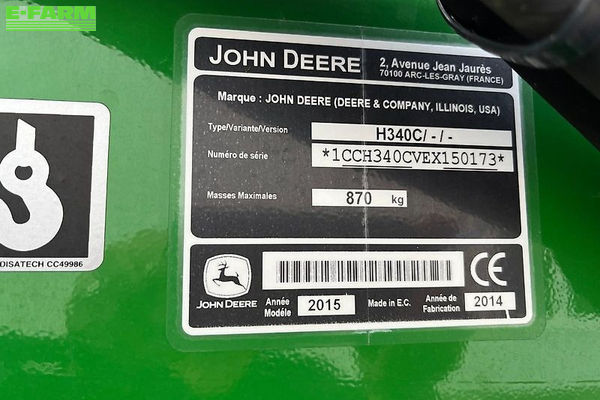 E-FARM
JOHN DEERE
2, Avenue Jean Jaurès
70100 ARC-LES-GRAY (FRANCE)
Marque : JOHN DEERE (DEERE & COMPANY, ILLINOIS, USA)
Type/Variante/Version H340C/ - / -
Numéro de série *1CCH340CVEX150173*
Masses Maximales 870 kg
JOHN DEERE
CE
Année Modéle 2015 Made in E.C. Année de Fabrication 2014
DISATECH CC49986